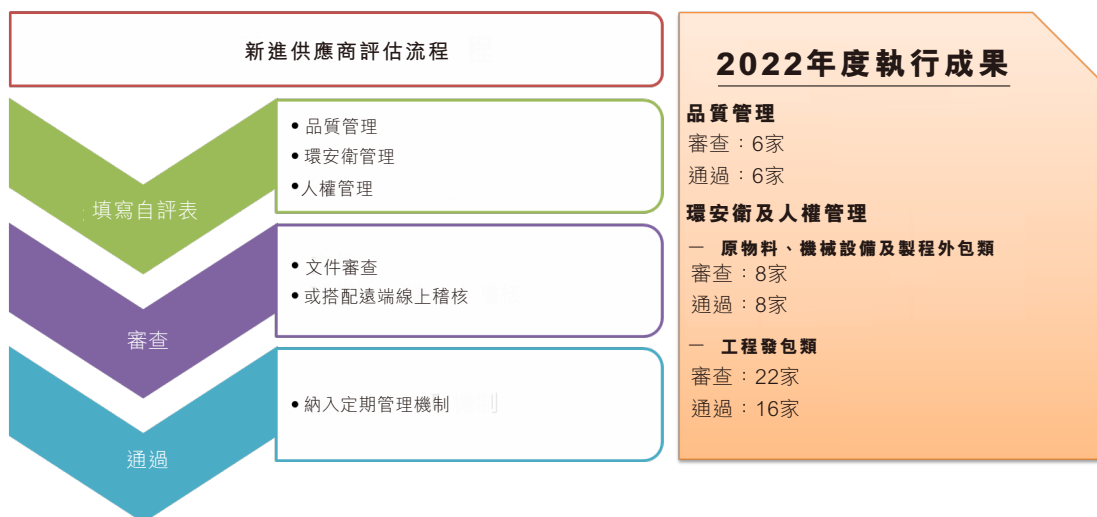 新進供應商評估流程
填寫自評表
• 品質管理
• 環安衛管理
•人權管理
審查
• 文件審查
• 或搭配遠端線上稽核
通過
• 納入定期管理機制
2022年度執行成果
品質管理
審查：6家
通過：6家
環安衛及人權管理
— 原物料、機械設備及製程外包類
審查：8家
通過：8家
— 工程發包類
審查：22家
通過：16家